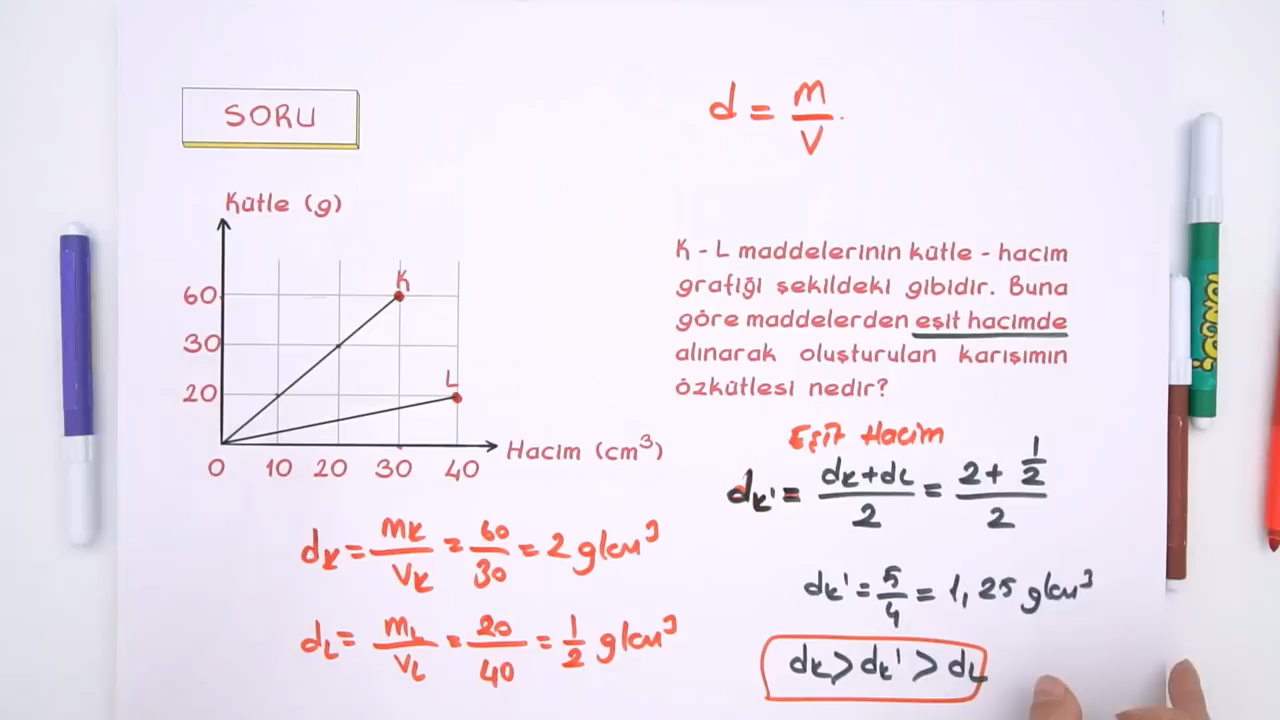 SORU
d = m/V
Kütle (g)
K
60
30
20
L
0 10 20 30 40
Hacim (cm³)
K - L maddelerinin kütle - hacim
grafiği şekildeki gibidir. Buna
göre maddelerden eşit hacimde
alınarak oluşturulan karışımın
özkütlesi nedir?
Eşit Hacim
dk' = (dk+dL)/2 = (2+1/2)/2
dk' = 5/4 = 1,25 g/cm³
dk > dk' > dL
dK = mK/VK = 60/30 = 2 g/cm³
dL = mL/VL = 20/40 = 1/2 g/cm³